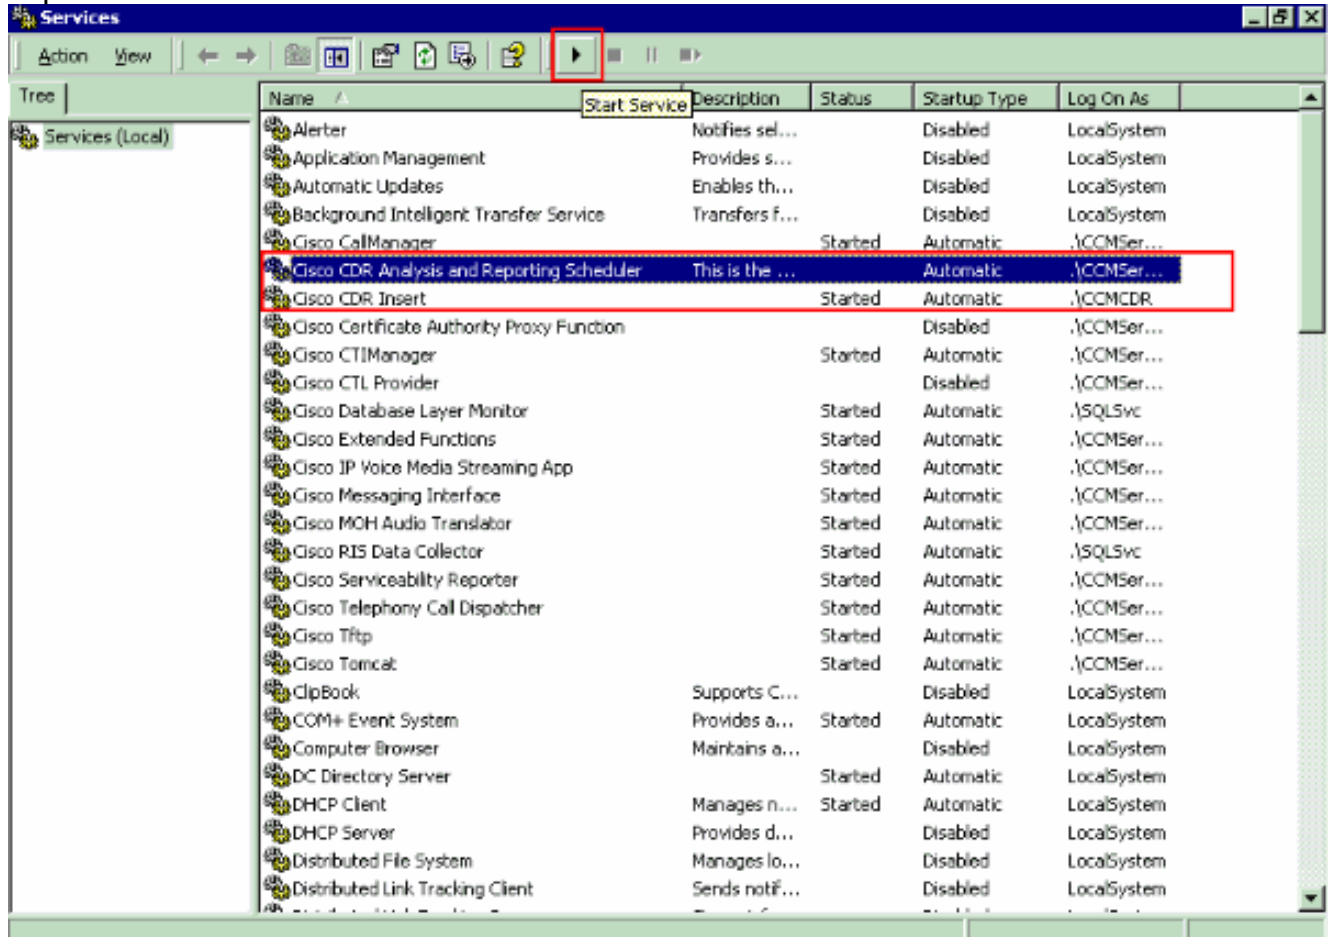 Services
Action View
Tree
Name Description Status Startup Type Log On As
Start Service
Services (Local)
Alerter Notifies sel... Disabled LocalSystem
Application Management Provides s... Disabled LocalSystem
Automatic Updates Enables th... Disabled LocalSystem
Background Intelligent Transfer Service Transfers f... Disabled LocalSystem
Cisco CallManager Started Automatic .\CCMSer...
Cisco CDR Analysis and Reporting Scheduler This is the ... Automatic .\CCMSer...
Cisco CDR Insert Started Automatic .\CCMCDR
Cisco Certificate Authority Proxy Function Disabled .\CCMSer...
Cisco CTIManager Started Automatic .\CCMSer...
Cisco CTL Provider Disabled .\CCMSer...
Cisco Database Layer Monitor Started Automatic .\SQLSvc
Cisco Extended Functions Started Automatic .\CCMSer...
Cisco IP Voice Media Streaming App Started Automatic .\CCMSer...
Cisco Messaging Interface Started Automatic .\CCMSer...
Cisco MOH Audio Translator Started Automatic .\CCMSer...
Cisco RIS Data Collector Started Automatic .\SQLSvc
Cisco Serviceability Reporter Started Automatic .\CCMSer...
Cisco Telephony Call Dispatcher Started Automatic .\CCMSer...
Cisco Tftp Started Automatic .\CCMSer...
Cisco Tomcat Started Automatic .\CCMSer...
ClipBook Supports C... Disabled LocalSystem
COM+ Event System Provides a... Started Automatic LocalSystem
Computer Browser Maintains a... Disabled LocalSystem
DC Directory Server Started Automatic LocalSystem
DHCP Client Manages n... Started Automatic LocalSystem
DHCP Server Provides d... Disabled LocalSystem
Distributed File System Manages lo... Disabled LocalSystem
Distributed Link Tracking Client Sends notif... Disabled LocalSystem